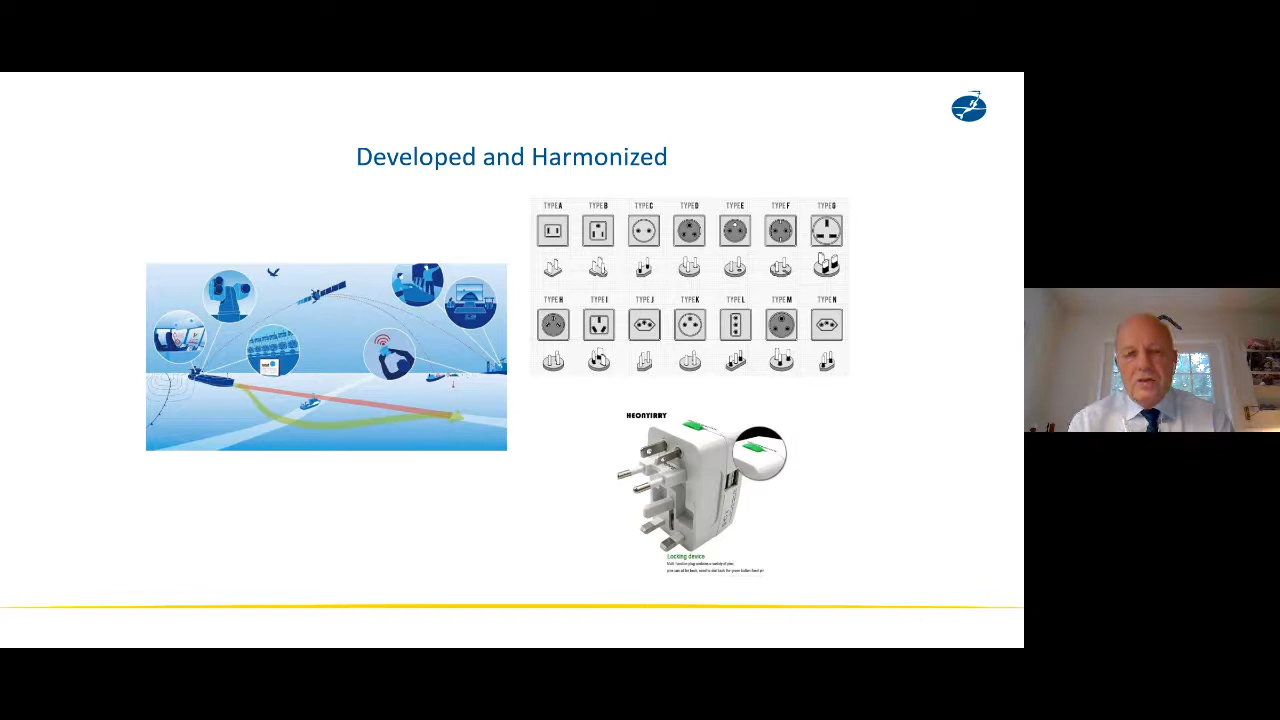 Developed and Harmonized
TYPE A TYPE B TYPE C TYPE D TYPE E TYPE F TYPE G
TYPE H TYPE I TYPE J TYPE K TYPE L TYPE M TYPE N
HEONYIRRY
Locking device